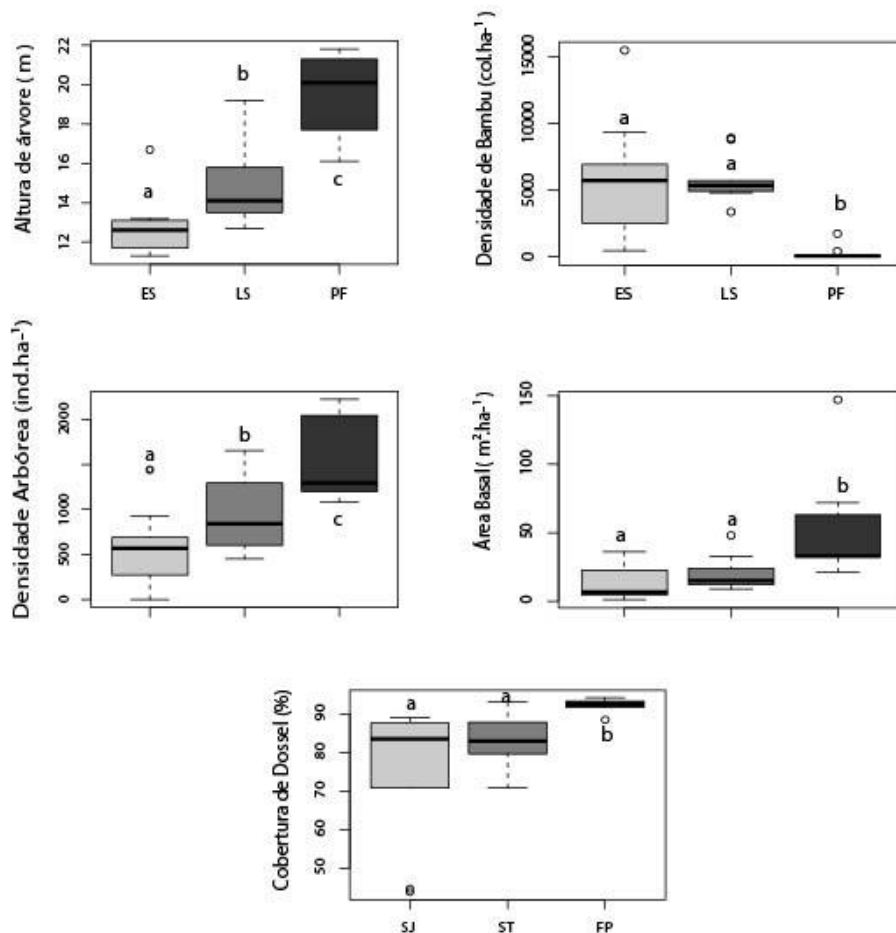 Altura de árvore ( m )
22
20
18
16
14
12
a
b
c
ES LS PF
Densidade de Bambu (col.ha-¹)
15000
10000
5000
0
a
a
b
ES LS PF
Densidade Arbórea (ind.ha-¹)
2000
1000
500
0
a
b
c
Área Basal ( m².ha-¹)
150
100
50
0
a
a
b
Cobertura de Dossel (%)
90
80
70
60
50
a
a
b
SJ ST FP